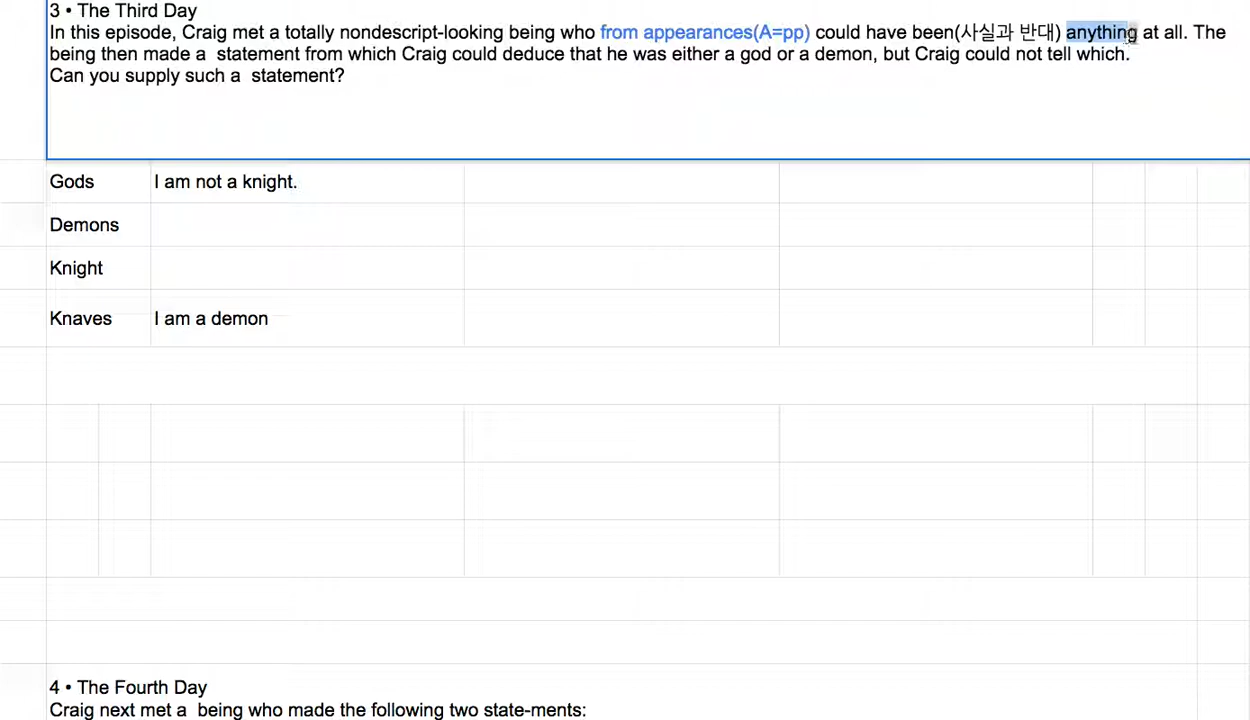 3 • The Third Day
In this episode, Craig met a totally nondescript-looking being who from appearances(A=pp) could have been(사실과 반대) anything at all. The
being then made a  statement from which Craig could deduce that he was either a god or a demon, but Craig could not tell which.
Can you supply such a  statement?
Gods I am not a knight.
Demons
Knight
Knaves I am a demon
4 • The Fourth Day
Craig next met a  being who made the following two state-ments: